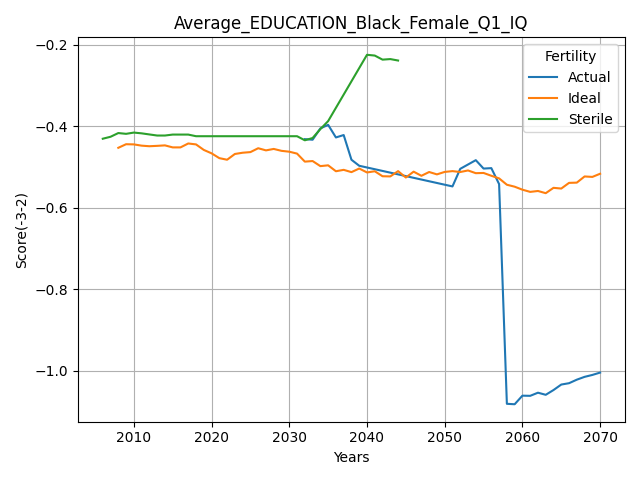 Average_EDUCATION_Black_Female_Q1_IQ
Fertility
Actual
Ideal
Sterile
Score(-3-2)
−0.2
−0.4
−0.6
−0.8
−1.0
2010
2020
2030
2040
2050
2060
2070
Years